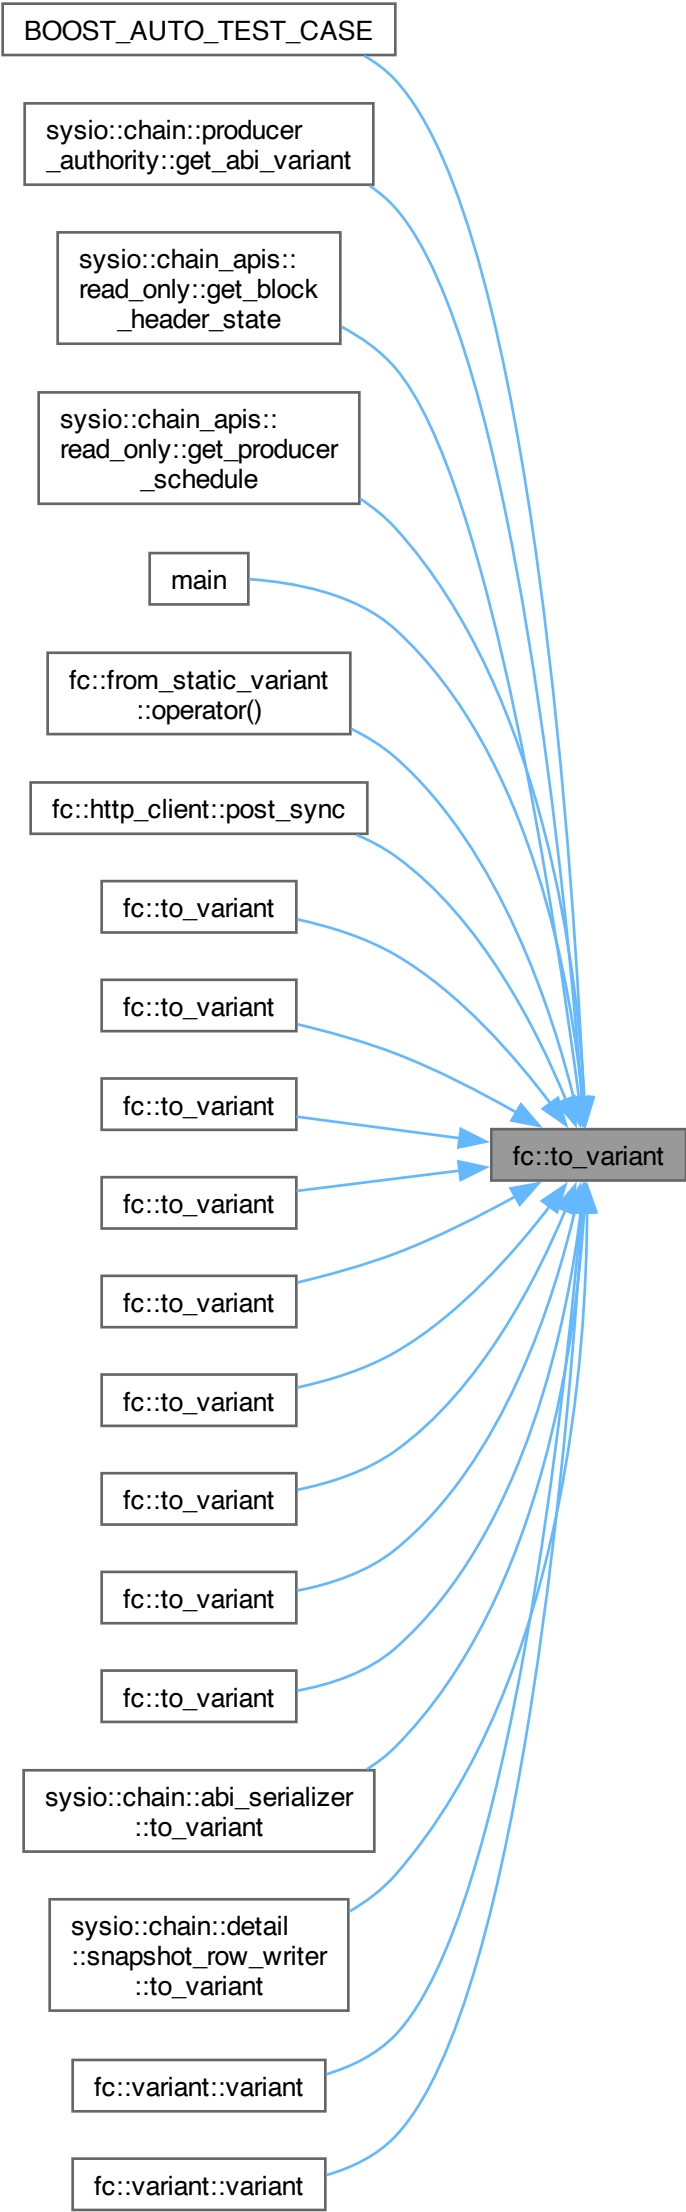 BOOST_AUTO_TEST_CASE
sysio::chain::producer
_authority::get_abi_variant
sysio::chain_apis::
read_only::get_block
_header_state
sysio::chain_apis::
read_only::get_producer
_schedule
main
fc::from_static_variant
::operator()
fc::http_client::post_sync
fc::to_variant
fc::to_variant
fc::to_variant
fc::to_variant
fc::to_variant
fc::to_variant
fc::to_variant
fc::to_variant
fc::to_variant
sysio::chain::abi_serializer
::to_variant
sysio::chain::detail
::snapshot_row_writer
::to_variant
fc::variant::variant
fc::variant::variant
fc::to_variant